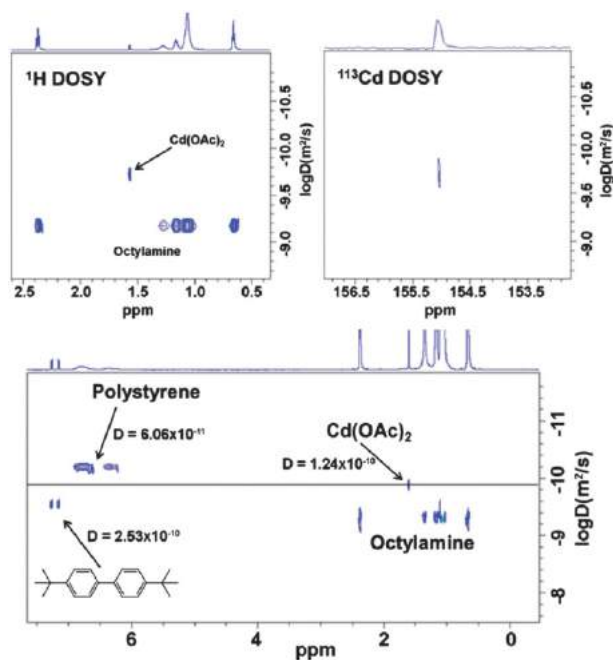 ¹H DOSY
Cd(OAc)₂
Octylamine
-10.5
-10.0
-9.5
-9.0
logD(m²/s)
2.5 2.0 1.5 1.0 0.5
ppm
¹¹³Cd DOSY
-10.5
-10.0
-9.5
-9.0
logD(m²/s)
156.5 155.5 154.5 153.5
ppm
Polystyrene
D = 6.06x10⁻¹¹
Cd(OAc)₂
D = 1.24x10⁻¹⁰
D = 2.53x10⁻¹⁰
Octylamine
-11
-10
-9
-8
logD(m²/s)
6 4 2 0
ppm